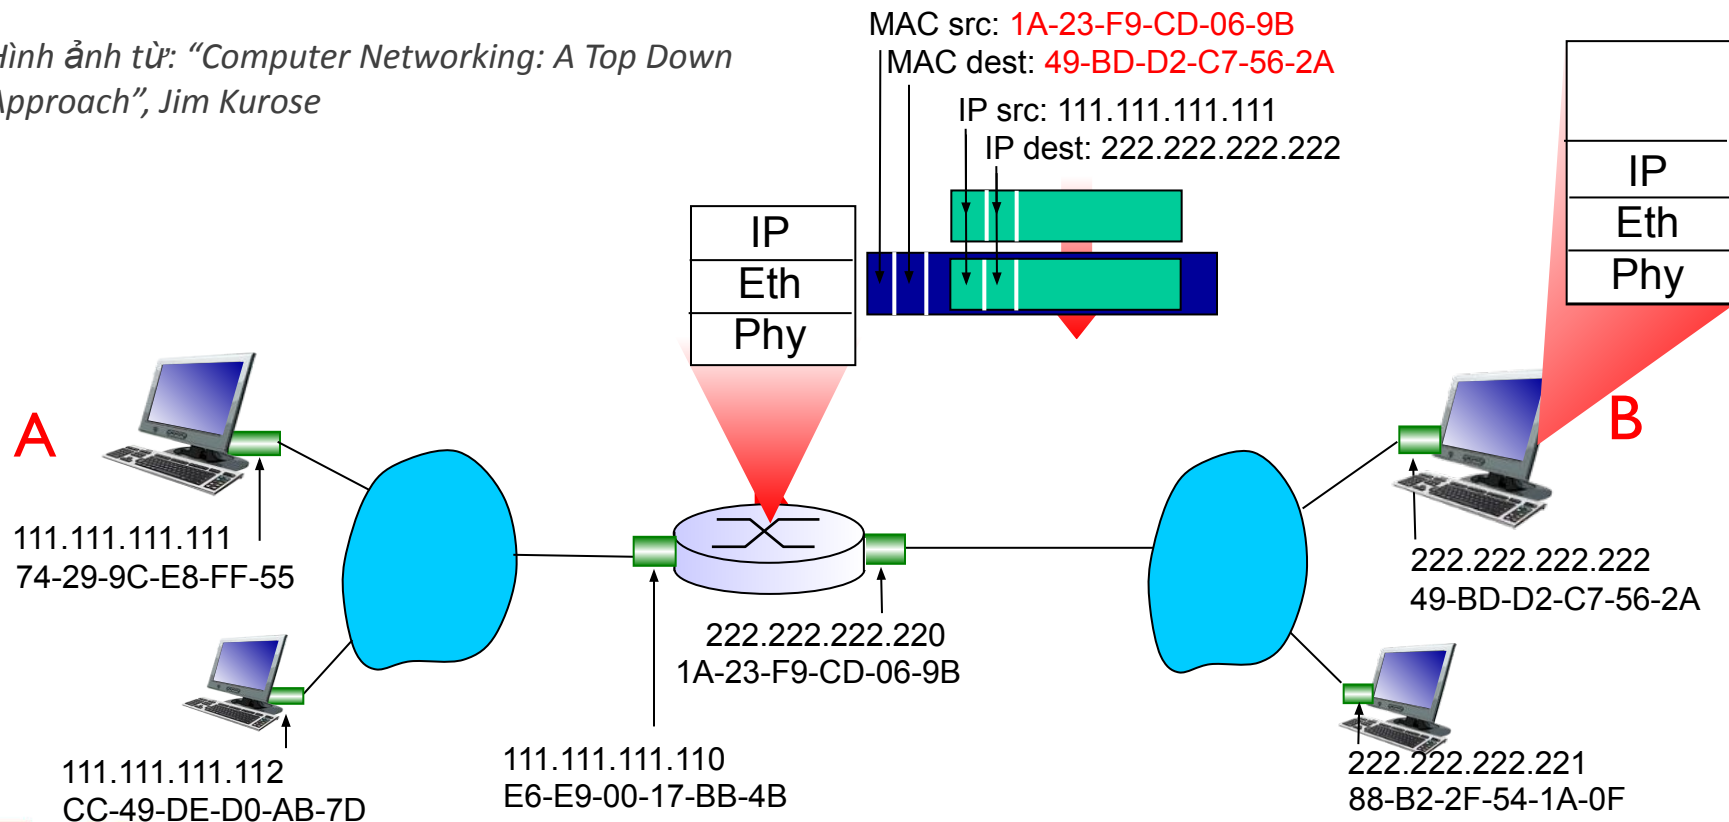 Hình ảnh từ: “Computer Networking: A Top Down
Approach”, Jim Kurose
MAC src: 1A-23-F9-CD-06-9B
MAC dest: 49-BD-D2-C7-56-2A
IP src: 111.111.111.111
IP dest: 222.222.222.222
IP
Eth
Phy
IP
Eth
Phy
A
B
111.111.111.111
74-29-9C-E8-FF-55
222.222.222.222
49-BD-D2-C7-56-2A
222.222.222.220
1A-23-F9-CD-06-9B
111.111.111.112
CC-49-DE-D0-AB-7D
111.111.111.110
E6-E9-00-17-BB-4B
222.222.222.221
88-B2-2F-54-1A-0F